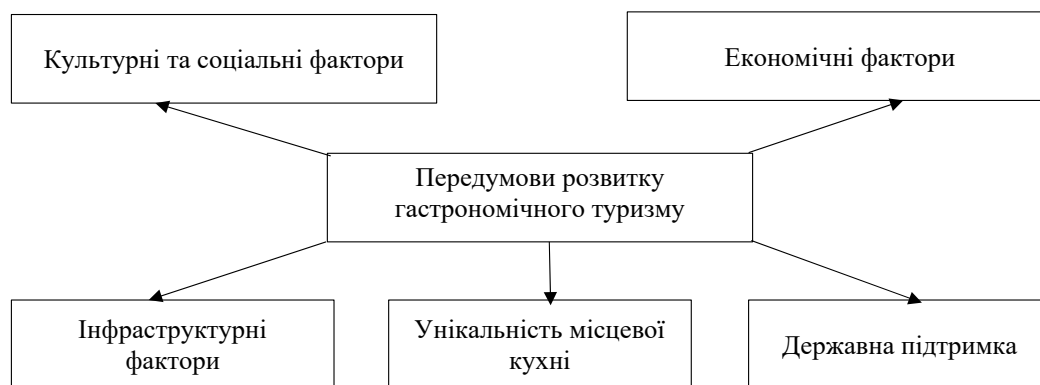 Культурні та соціальні фактори
Економічні фактори
Передумови розвитку
гастрономічного туризму
Інфраструктурні
фактори
Унікальність місцевої
кухні
Державна підтримка